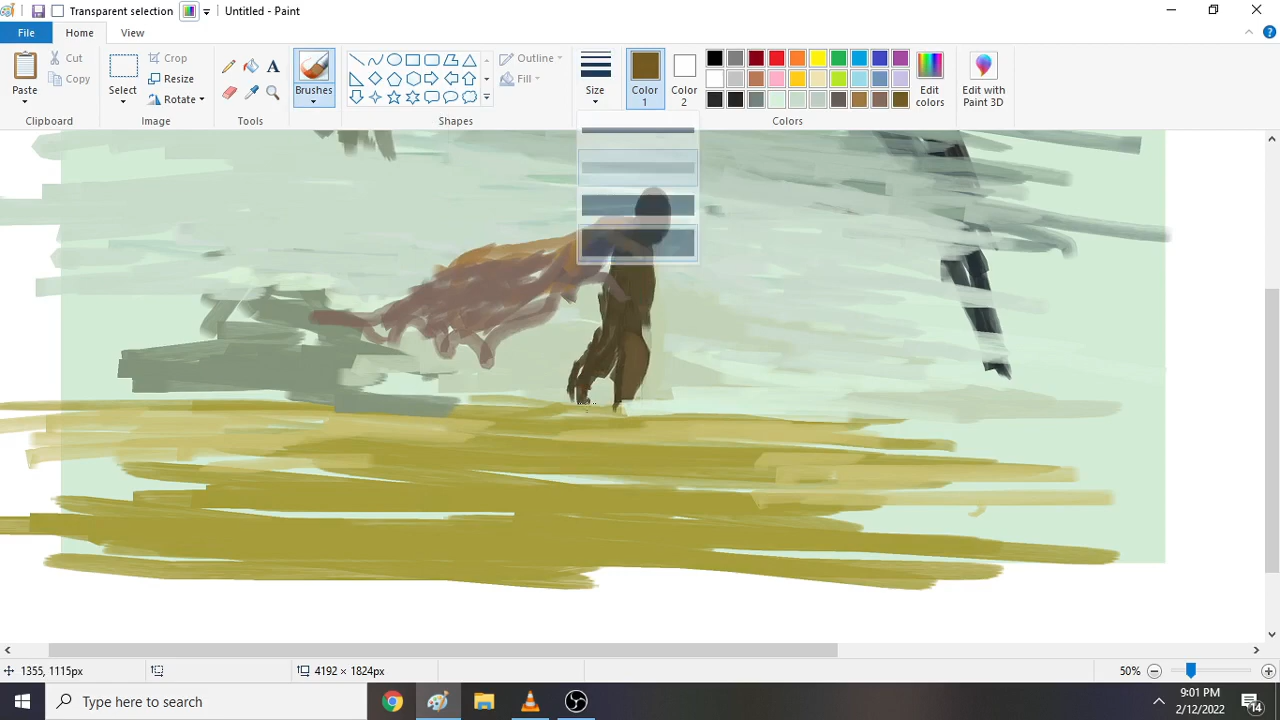 Transparent selection Untitled - Paint
File Home View
Paste Cut Copy
Clipboard
Select Crop Resize Rotate
Image
A
Tools
Brushes
Outline Fill
Shapes
Size
Color 1
Color 2
Edit colors
Colors
Edit with Paint 3D
1355, 1115px 4192 × 1824px 50%
Type here to search
9:01 PM
2/12/2022
14